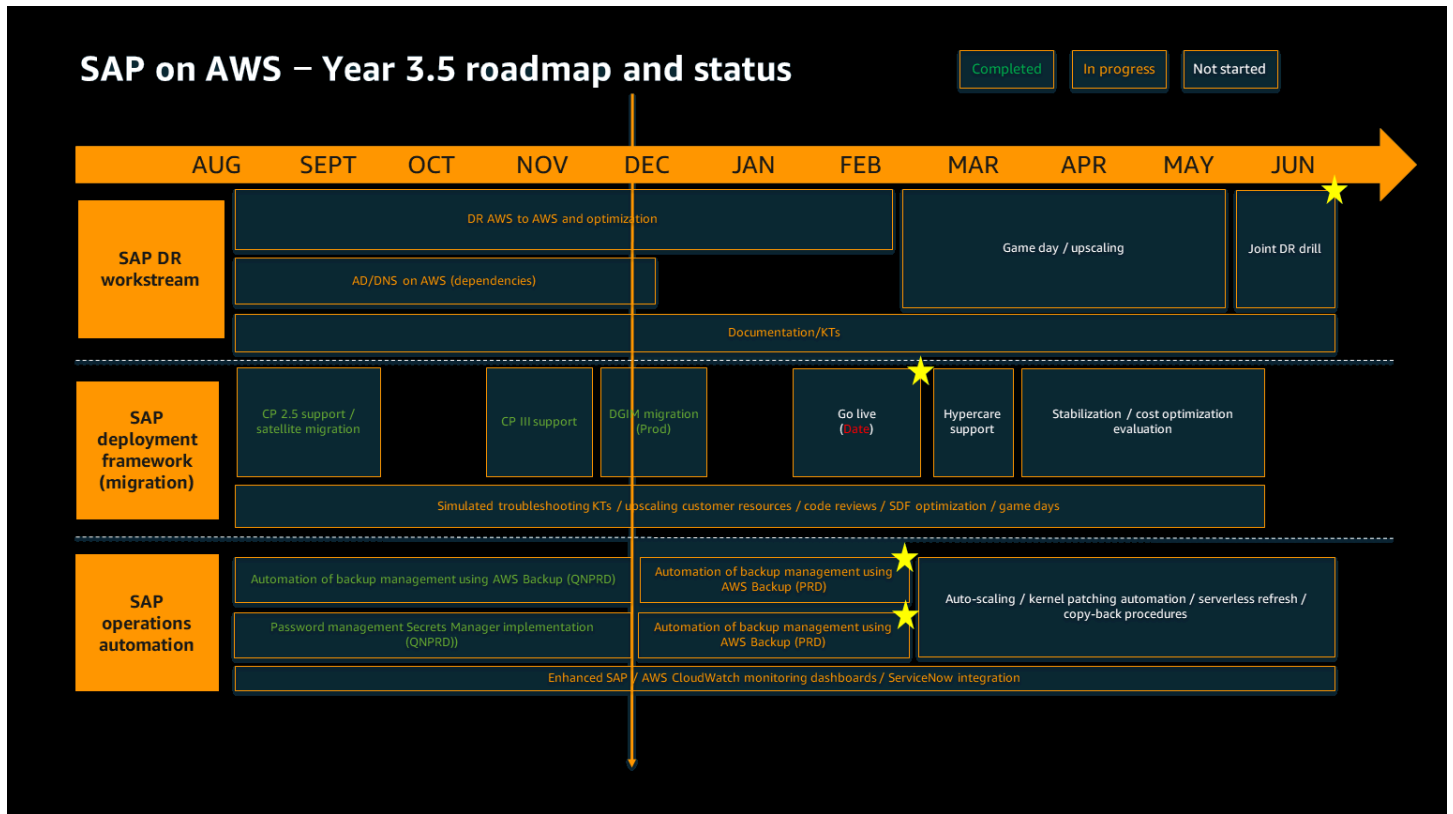 SAP on AWS – Year 3.5 roadmap and status
Completed
In progress
Not started
AUG SEPT OCT NOV DEC JAN FEB MAR APR MAY JUN
SAP DR
workstream
DR AWS to AWS and optimization
AD/DNS on AWS (dependencies)
Game day / upscaling
Joint DR drill
Documentation/KTs
SAP
deployment
framework
(migration)
CP 2.5 support /
satellite migration
CP III support
DGIM migration
(Prod)
Go live
(Date)
Hypercare
support
Stabilization / cost optimization
evaluation
Simulated troubleshooting KTs / upscaling customer resources / code reviews / SDF optimization / game days
SAP
operations
automation
Automation of backup management using AWS Backup (QNPRD)
Automation of backup management using
AWS Backup (PRD)
Password management Secrets Manager implementation
(QNPRD))
Automation of backup management using
AWS Backup (PRD)
Auto-scaling / kernel patching automation / serverless refresh /
copy-back procedures
Enhanced SAP / AWS CloudWatch monitoring dashboards / ServiceNow integration